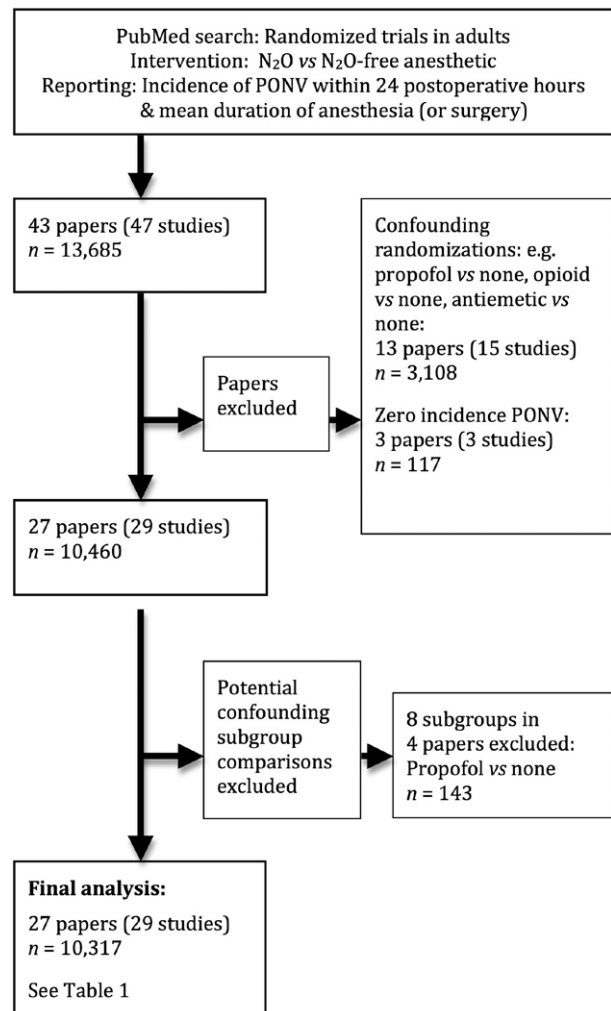 PubMed search: Randomized trials in adults
Intervention: N₂O vs N₂O-free anesthetic
Reporting: Incidence of PONV within 24 postoperative hours
& mean duration of anesthesia (or surgery)
43 papers (47 studies)
n = 13,685
Papers
excluded
Confounding
randomizations: e.g.
propofol vs none, opioid
vs none, antiemetic vs
none:
13 papers (15 studies)
n = 3,108
Zero incidence PONV:
3 papers (3 studies)
n = 117
27 papers (29 studies)
n = 10,460
Potential
confounding
subgroup
comparisons
excluded
8 subgroups in
4 papers excluded:
Propofol vs none
n = 143
Final analysis:
27 papers (29 studies)
n = 10,317
See Table 1